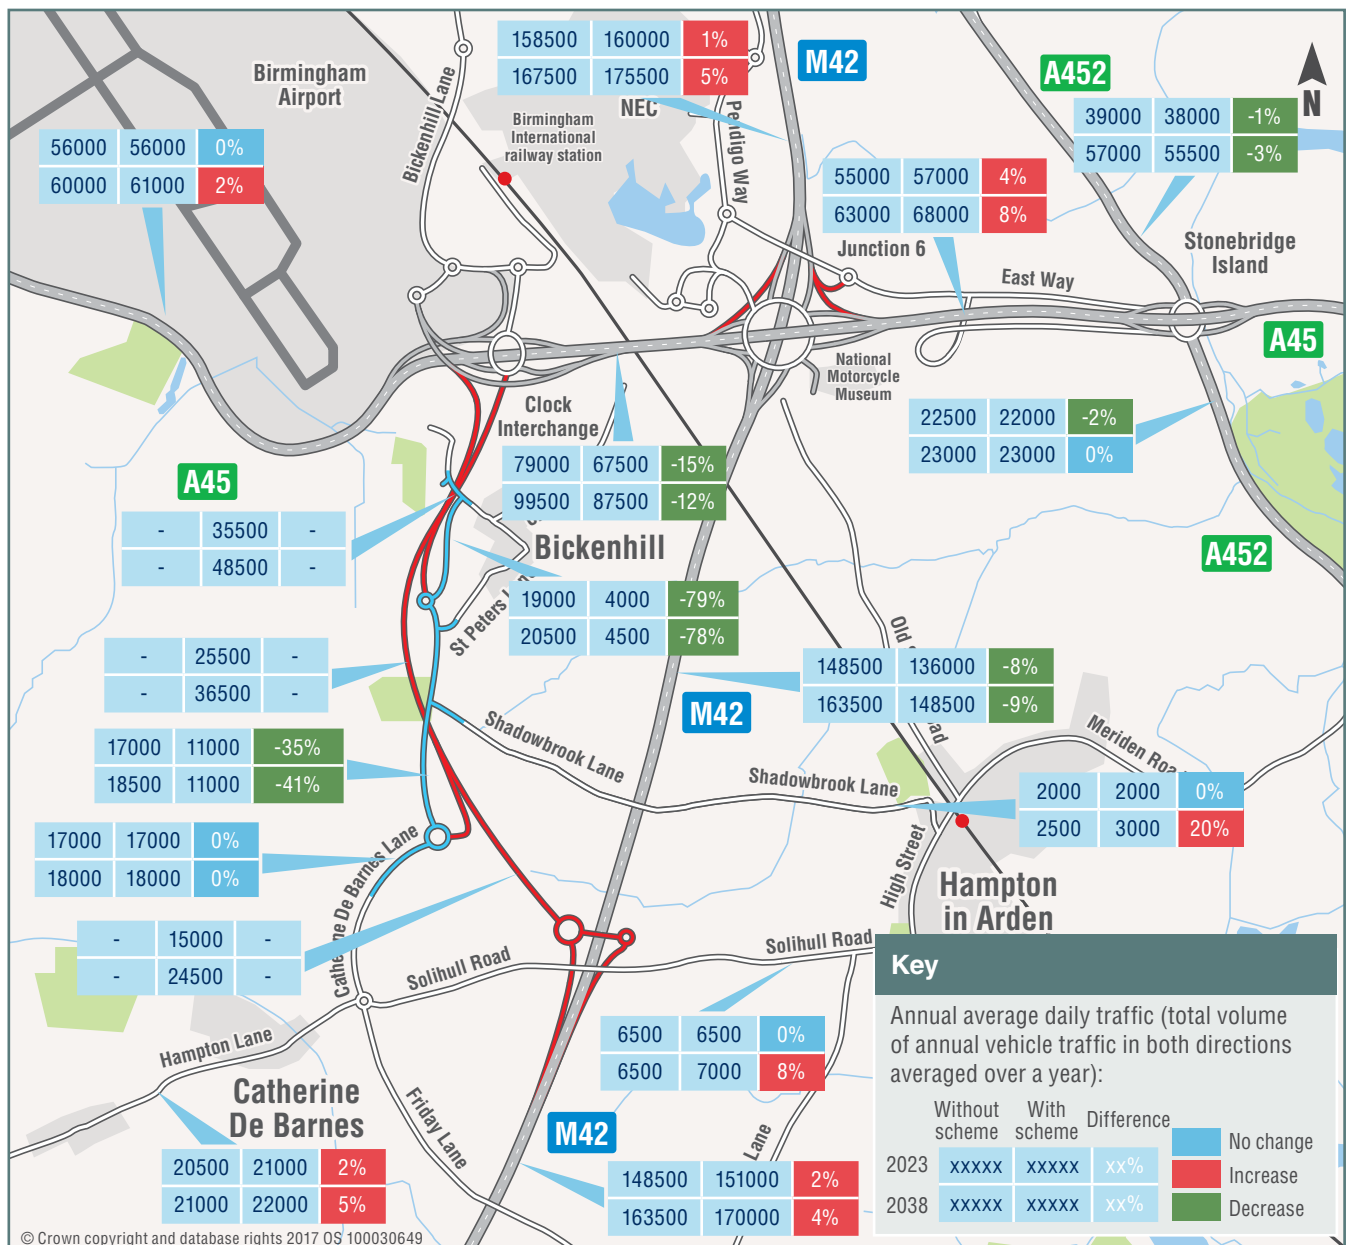 158500 160000 1%
167500 175500 5%
M42
A452
N
Birmingham
Airport
Bickenhill Lane
NEC
Birmingham
International
railway station
Pendigo Way
39000 38000 -1%
57000 55500 -3%
56000 56000 0%
60000 61000 2%
55000 57000 4%
63000 68000 8%
Junction 6
Stonebridge
Island
East Way
A45
National
Motorcycle
Museum
Clock
Interchange
22500 22000 -2%
23000 23000 0%
79000 67500 -15%
99500 87500 -12%
A45
- 35500 -
- 48500 -
Bickenhill
A452
St Peters Lane
19000 4000 -79%
20500 4500 -78%
Old
- 25500 -
- 36500 -
148500 136000 -8%
163500 148500 -9%
M42
Shadowbrook Lane
Meriden Road
17000 11000 -35%
18500 11000 -41%
Shadowbrook Lane
2000 2000 0%
2500 3000 20%
17000 17000 0%
18000 18000 0%
Catherine De Barnes Lane
High Street
Hampton
in Arden
- 15000 -
- 24500 -
Solihull Road
Solihull Road
Hampton Lane
6500 6500 0%
6500 7000 8%
Catherine
De Barnes
Friday Lane
M42
Lane
20500 21000 2%
21000 22000 5%
148500 151000 2%
163500 170000 4%
Key
Annual average daily traffic (total volume
of annual vehicle traffic in both directions
averaged over a year):
Without scheme With scheme Difference
2023 xxxxx xxxxx xx%
2038 xxxxx xxxxx xx%
No change
Increase
Decrease
© Crown copyright and database rights 2017 OS 100030649